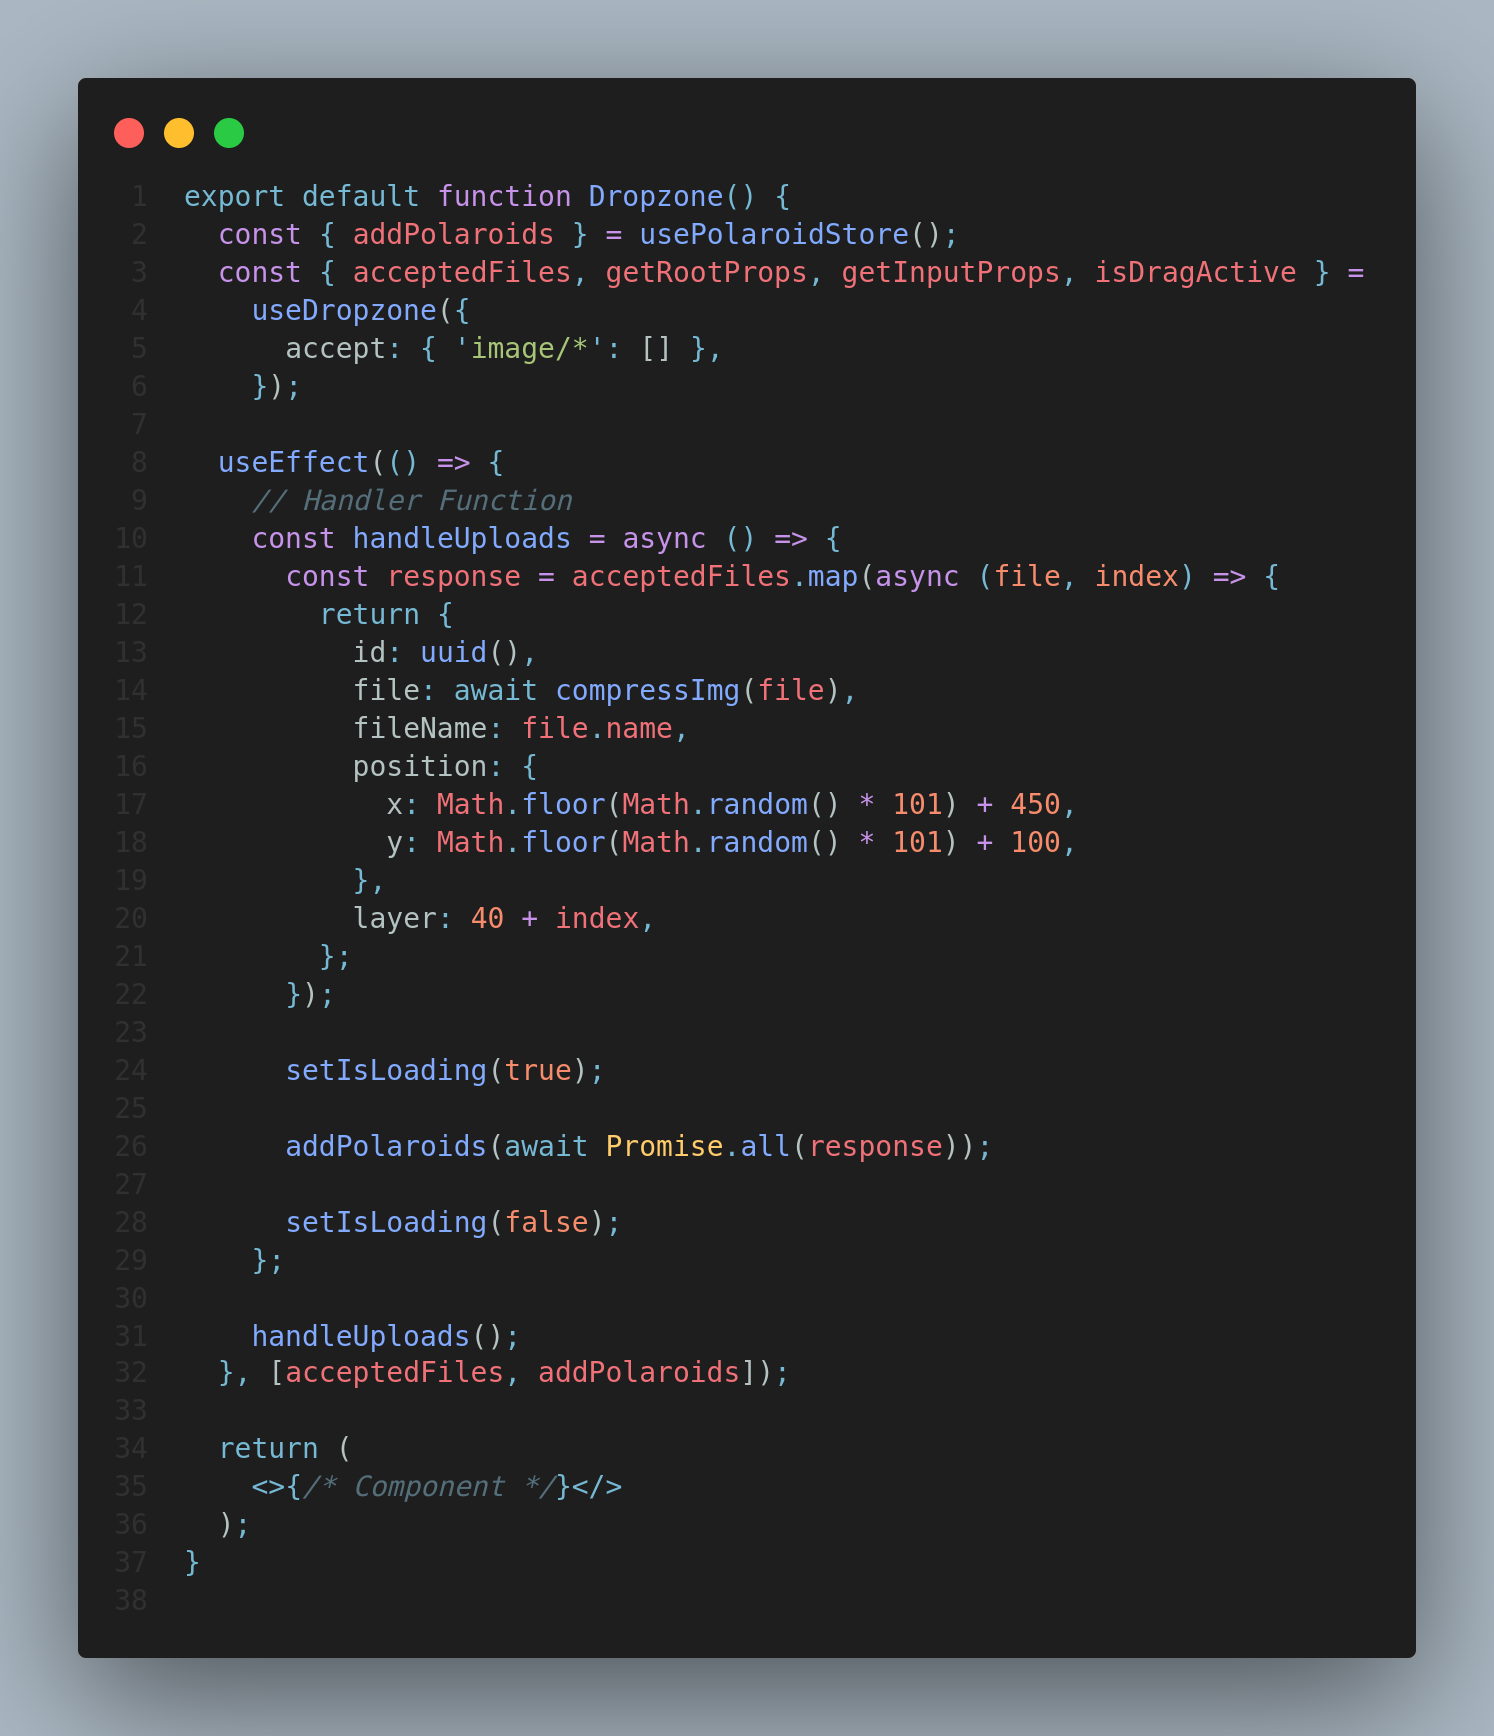 1 export default function Dropzone() {
2   const { addPolaroids } = usePolaroidStore();
3   const { acceptedFiles, getRootProps, getInputProps, isDragActive } =
4     useDropzone({
5       accept: { 'image/*': [] },
6     });
7
8   useEffect(() => {
9     // Handler Function
10     const handleUploads = async () => {
11       const response = acceptedFiles.map(async (file, index) => {
12         return {
13           id: uuid(),
14           file: await compressImg(file),
15           fileName: file.name,
16           position: {
17             x: Math.floor(Math.random() * 101) + 450,
18             y: Math.floor(Math.random() * 101) + 100,
19           },
20           layer: 40 + index,
21         };
22       });
23
24       setIsLoading(true);
25
26       addPolaroids(await Promise.all(response));
27
28       setIsLoading(false);
29     };
30
31     handleUploads();
32   }, [acceptedFiles, addPolaroids]);
33
34   return (
35     <>{/* Component */}</>
36   );
37 }
38